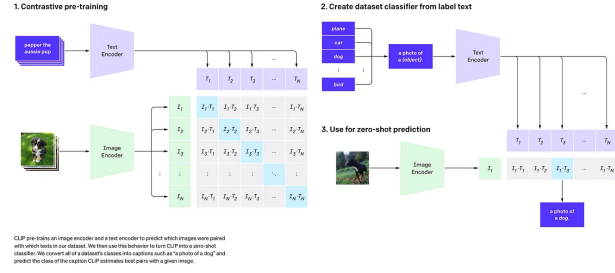 1. Contrastive pre-training
pepper the
aussie pup
Text
Encoder
T1 T2 T3 ... TN
I1 I1·T1 I1·T2 I1·T3 ... I1·TN
I2 I2·T1 I2·T2 I2·T3 ... I2·TN
Image
Encoder
I3 I3·T1 I3·T2 I3·T3 ... I3·TN
⋮ ⋮ ⋮ ⋮ ⋱ ⋮
IN IN·T1 IN·T2 IN·T3 ... IN·TN
2. Create dataset classifier from label text
plane
car
dog
⋮
bird
a photo of
a {object}.
Text
Encoder
...
3. Use for zero-shot prediction
T1 T2 T3 ... TN
Image
Encoder
I1 I1·T1 I1·T2 I1·T3 ... I1·TN
a photo of
a dog.
CLIP pre-trains an image encoder and a text encoder to predict which images were paired
with which texts in our dataset. We then use this behavior to turn CLIP into a zero-shot
classifier. We convert all of a dataset's classes into captions such as "a photo of a dog" and
predict the class of the caption CLIP estimates best pairs with a given image.